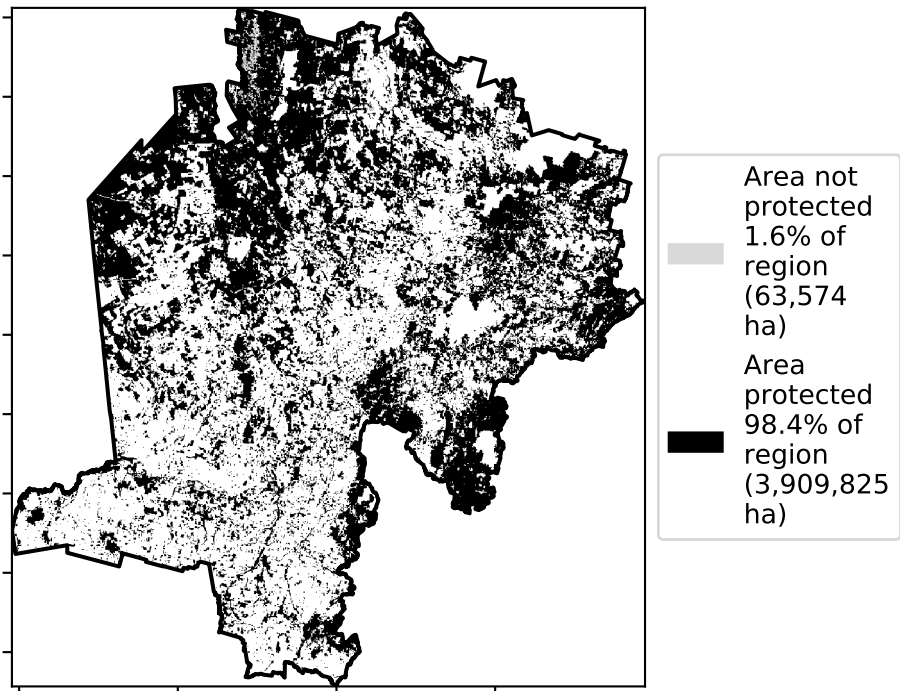 Area not
protected
1.6% of
region
(63,574
ha)
Area
protected
98.4% of
region
(3,909,825
ha)